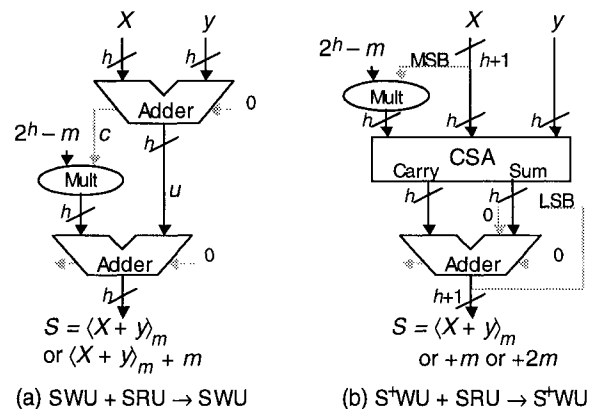 X y
h h
Adder 0
2^h – m c h
Mult
h u
Adder 0
h
S = ⟨X + y⟩_m
or ⟨X + y⟩_m + m
(a) SWU + SRU → SWU
X y
2^h – m MSB h+1
Mult
h h h
CSA
Carry Sum
h h LSB
0
Adder 0
h+1
S = ⟨X + y⟩_m
or +m or +2m
(b) S⁺WU + SRU → S⁺WU